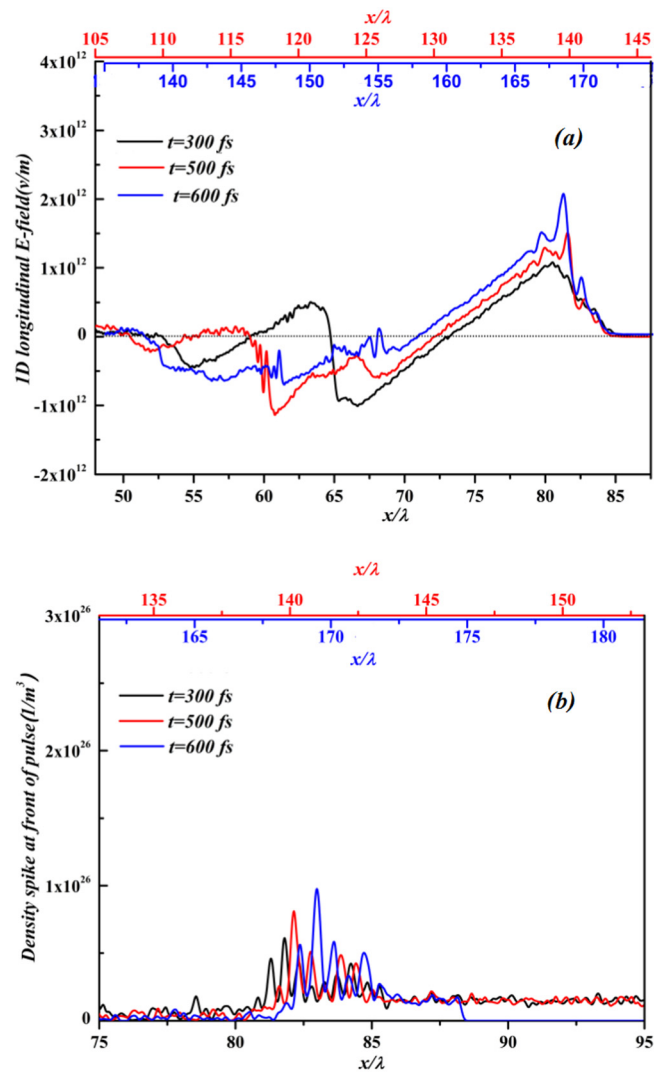 x/λ
105 110 115 120 125 130 135 140 145
140 145 150 155 160 165 170
x/λ
4x10¹²
3x10¹²
2x10¹²
1x10¹²
0
-1x10¹²
-2x10¹²
1D longitudinal E-field(v/m)
t=300 fs
t=500 fs
t=600 fs
(a)
50 55 60 65 70 75 80 85
x/λ
x/λ
135 140 145 150
165 170 175 180
x/λ
3x10²⁶
2x10²⁶
1x10²⁶
0
Density spike at front of pulse(1/m³)
t=300 fs
t=500 fs
t=600 fs
(b)
75 80 85 90 95
x/λ